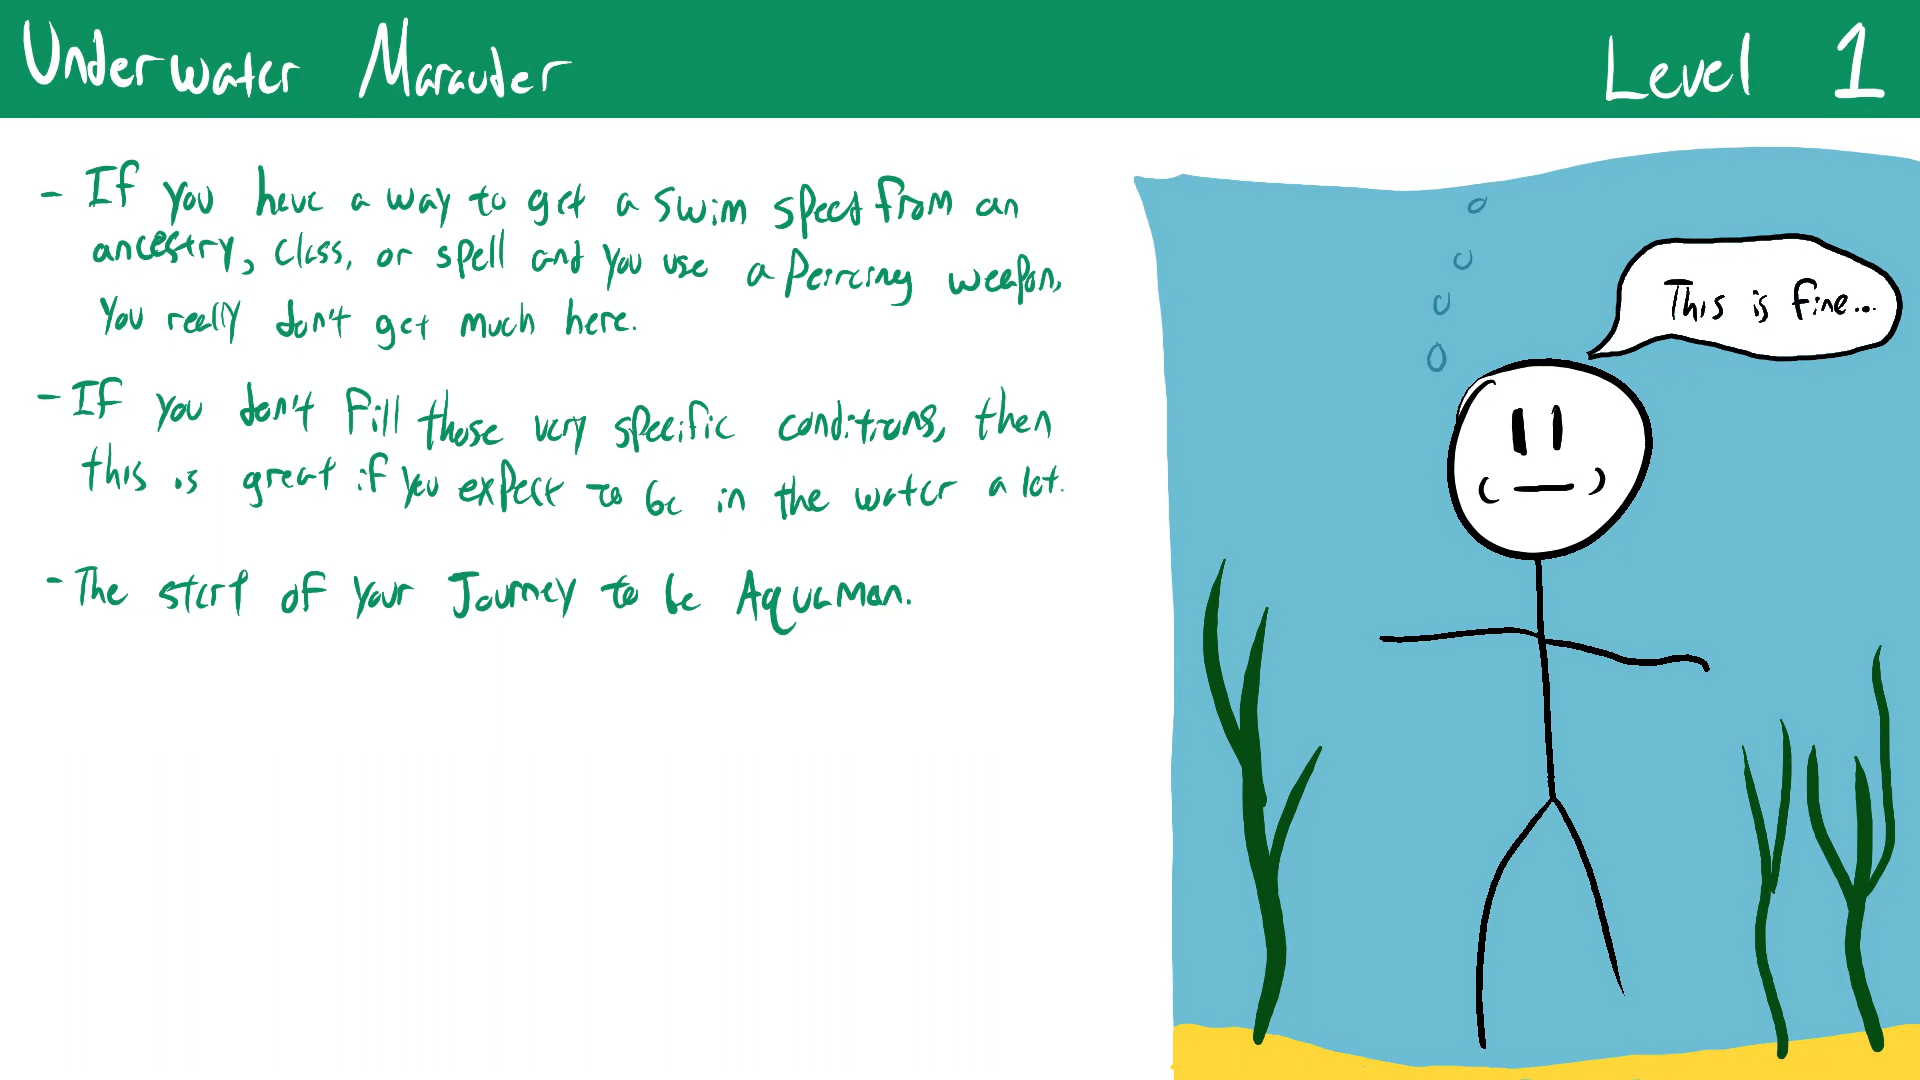 Underwater Marauder
Level 1
- If you have a way to get a swim speed from an
ancestry, class, or spell and you use a Peircing weapon,
You really don't get much here.
- If you don't fill those very specific conditions, then
this is great if you expect to be in the water a lot.
- The start of your Journey to be Aquaman.
This is fine...